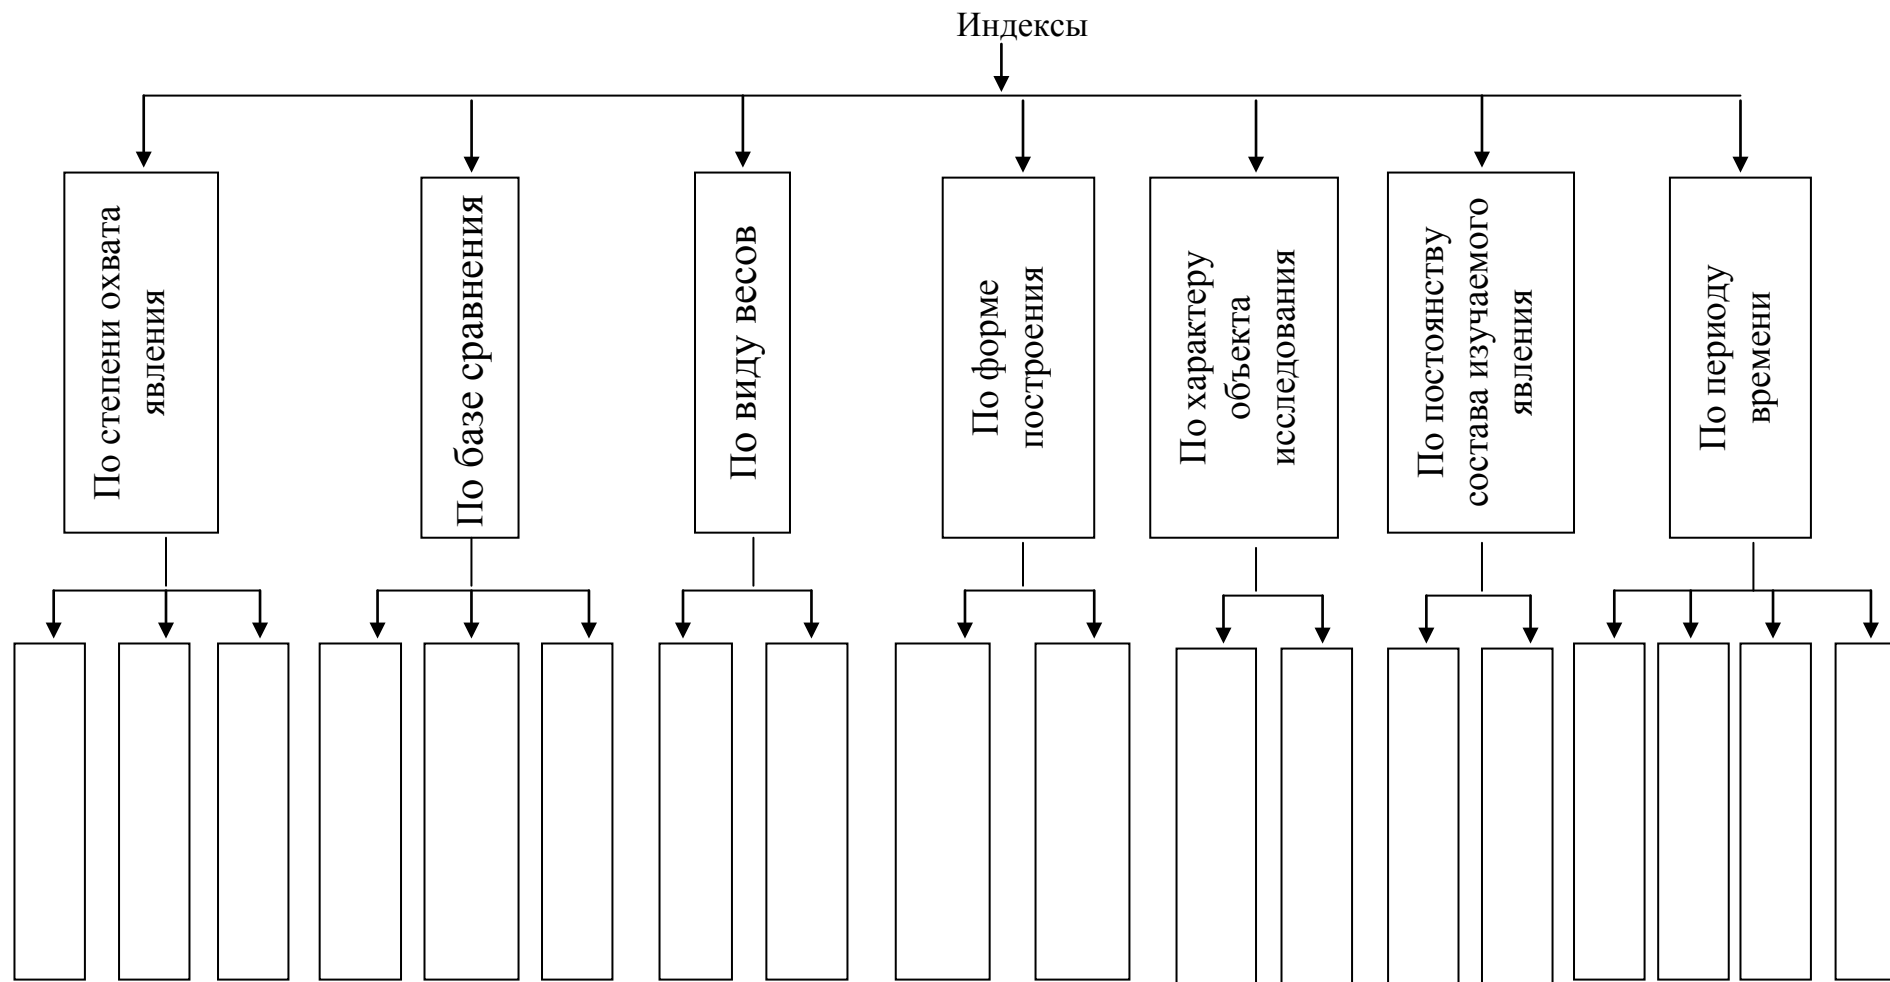 Индексы
По степени охвата
явления
По базе сравнения
По виду весов
По форме
построения
По характеру
объекта
исследования
По постоянству
состава изучаемого
явления
По периоду
времени